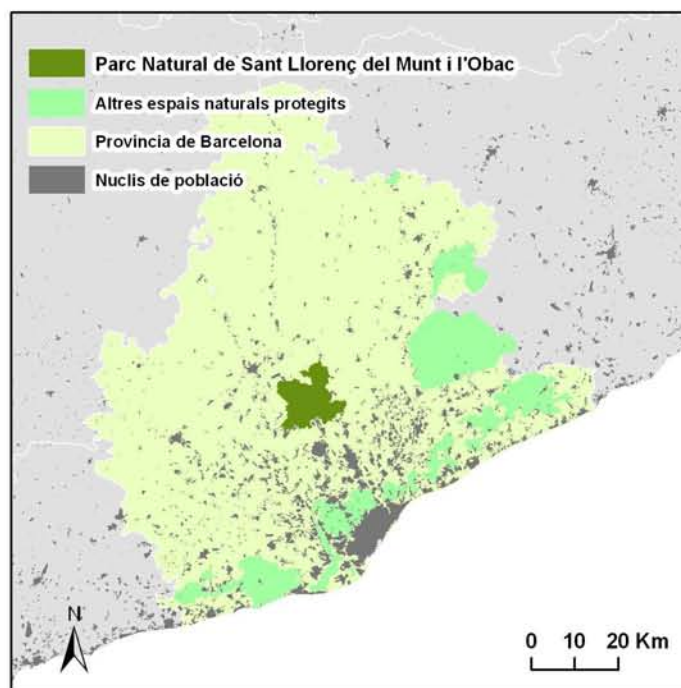 Parc Natural de Sant Llorenç del Munt i l'Obac
Altres espais naturals protegits
Provincia de Barcelona
Nuclis de població
N
0 10 20 Km